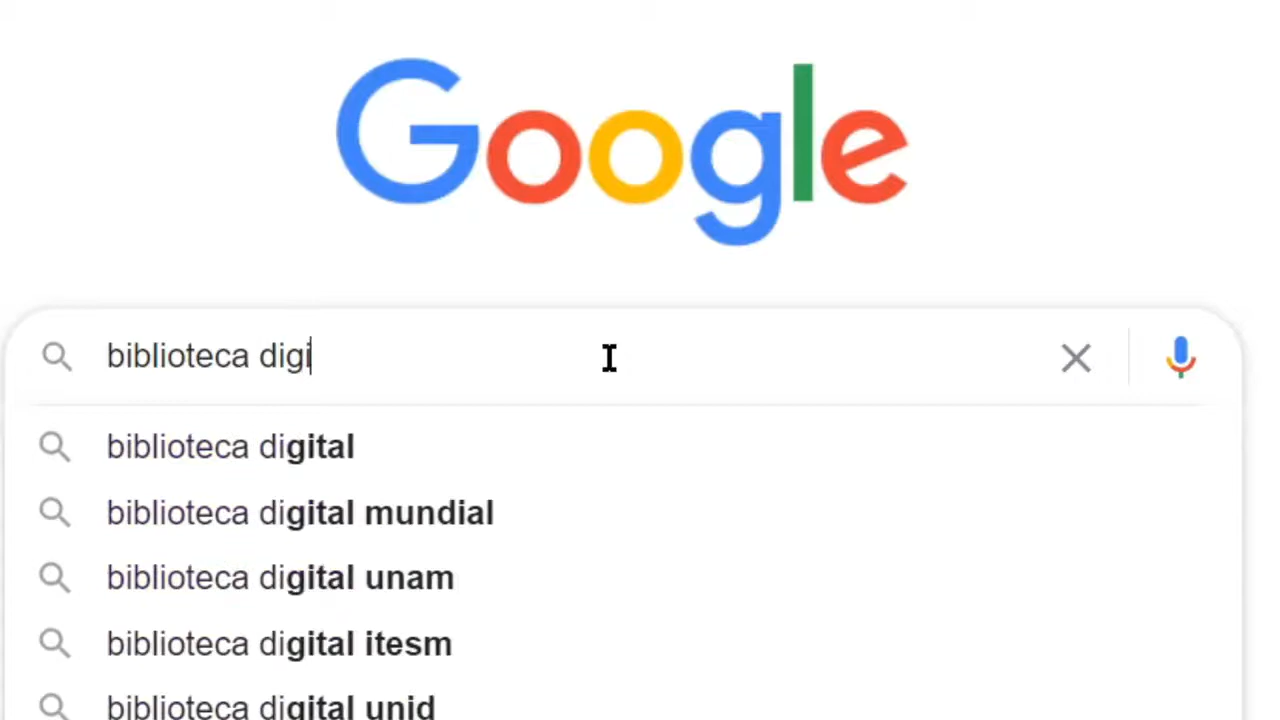 Google
biblioteca digi
biblioteca digital
biblioteca digital mundial
biblioteca digital unam
biblioteca digital itesm
biblioteca digital unid